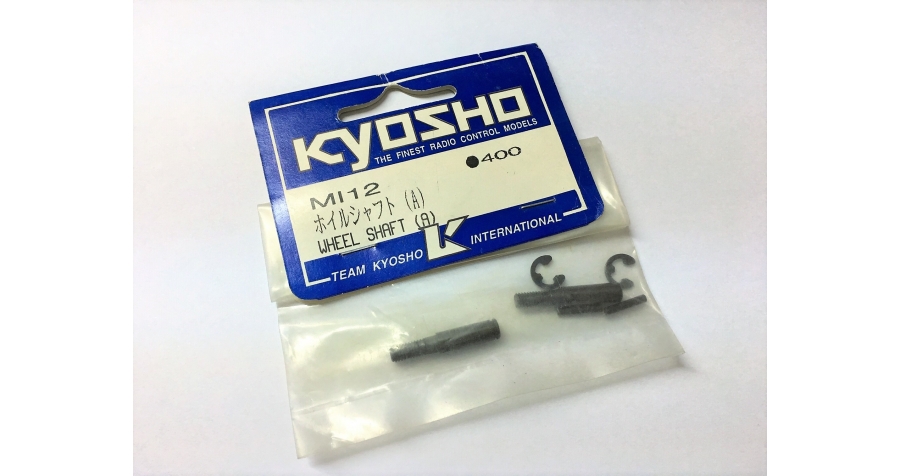 KYOSHO
THE FINEST RADIO CONTROL MODELS
●400
MI12
ホイルシャフト(A)
WHEEL SHAFT (A)
TEAM KYOSHO K INTERNATIONAL